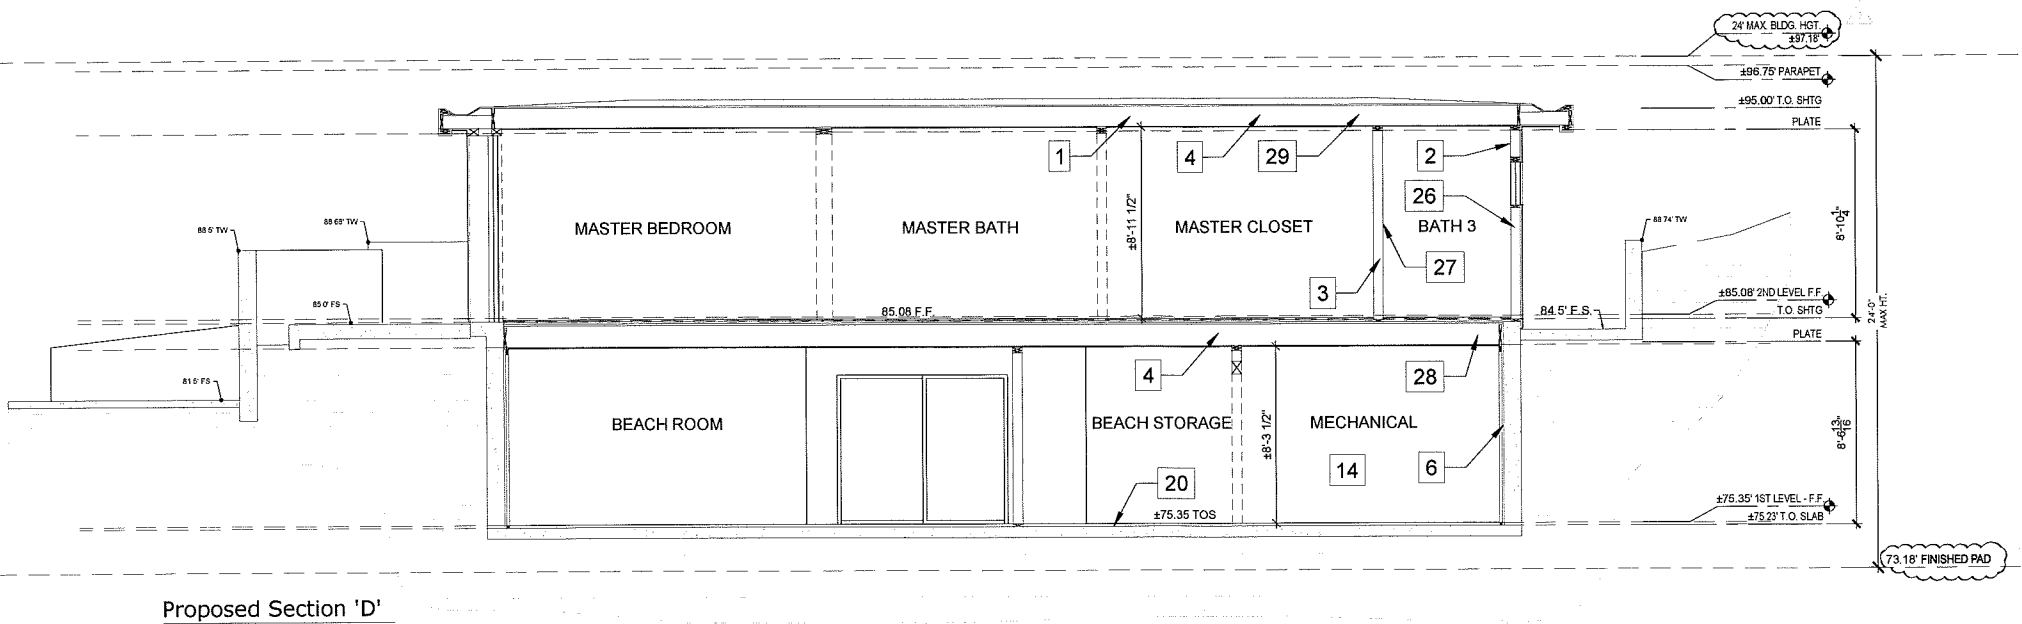 24' MAX. BLDG. HGT.
±97.18'
±96.75' PARAPET
±95.00' T.O. SHTG
PLATE
1
4
29
2
26
MASTER BEDROOM
MASTER BATH
±8'-11 1/2"
MASTER CLOSET
BATH 3
27
3
88.5' TW
88.68' TW
88.74' TW
8'-10 1/4"
85.0' FS
85.08 F.F.
84.5' F.S.
±85.08' 2ND LEVEL F.F.
T.O. SHTG
24'-0"
MAX HT.
PLATE
81.5' FS
4
28
BEACH ROOM
BEACH STORAGE
±8'-3 1/2"
MECHANICAL
14
6
20
±75.35 TOS
8'-6 13/16"
±75.35' 1ST LEVEL - F.F.
±75.23' T.O. SLAB
73.18' FINISHED PAD
Proposed Section 'D'